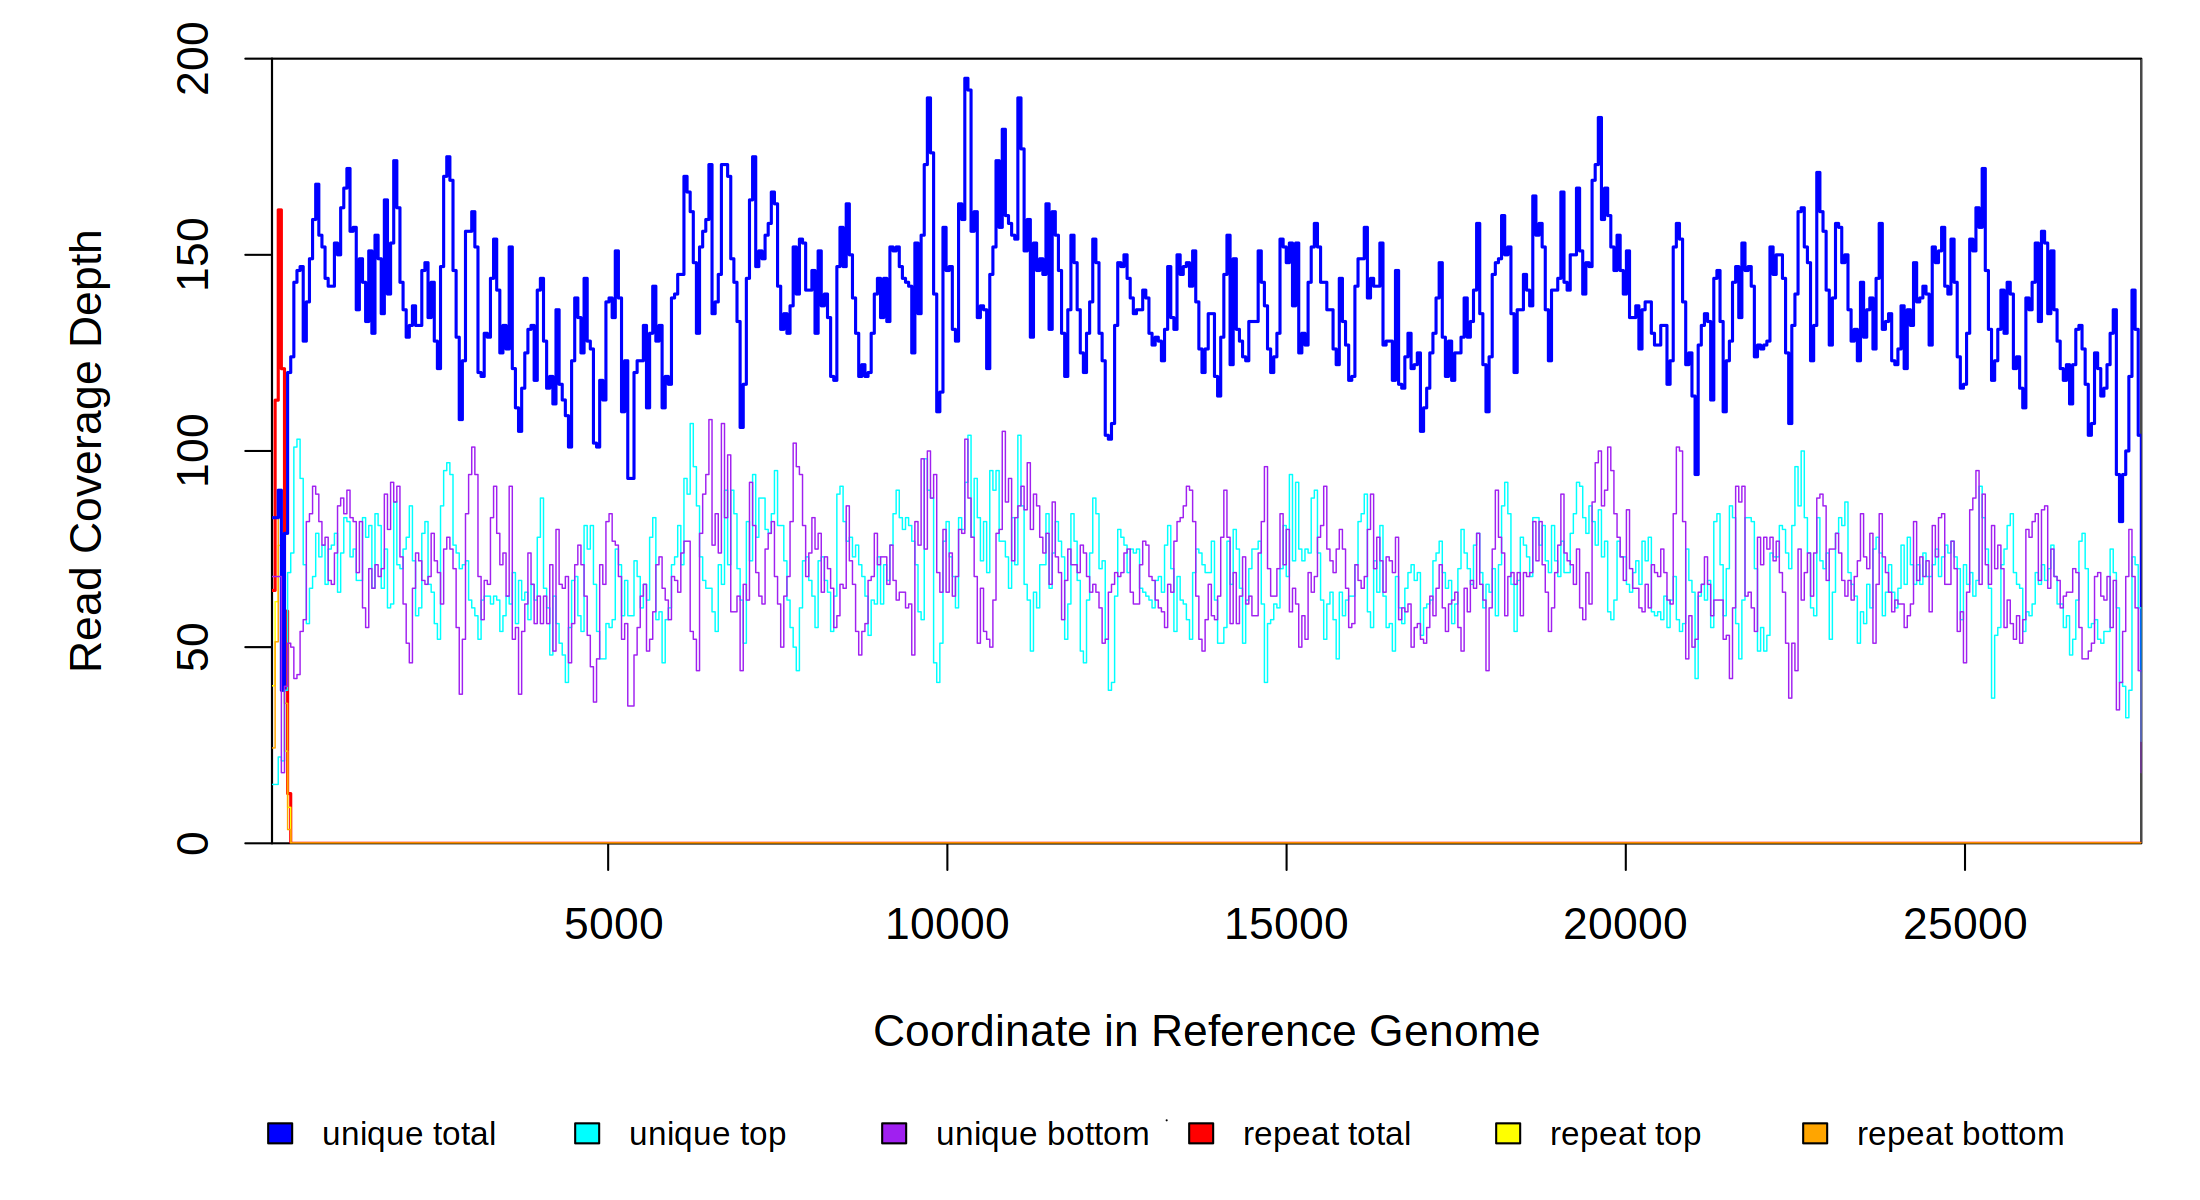 200
150
100
50
0
Read Coverage Depth
5000 10000 15000 20000 25000
Coordinate in Reference Genome
unique total unique top unique bottom repeat total repeat top repeat bottom